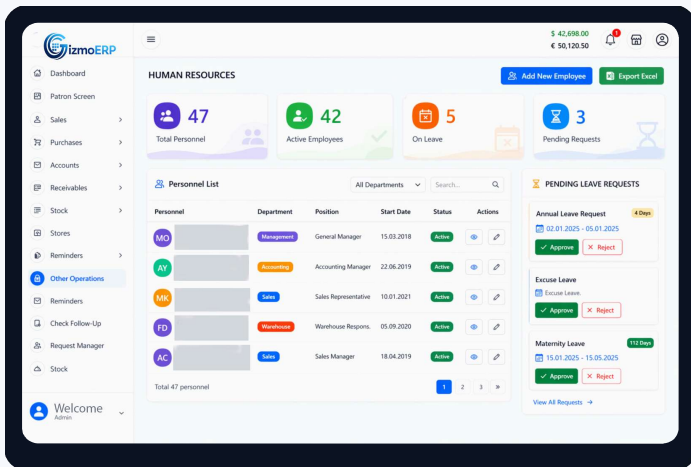 GizmoERP
$ 42,698.00
€ 50,120.50
1
Dashboard
Patron Screen
Sales
Purchases
Accounts
Receivables
Stock
Stores
Reminders
Other Operations
Reminders
Check Follow-Up
Request Manager
Stock
Welcome
Admin
HUMAN RESOURCES
Add New Employee
Export Excel
47
Total Personnel
42
Active Employees
5
On Leave
3
Pending Requests
Personnel List
All Departments
Search...
Personnel Department Position Start Date Status Actions
MO Management General Manager 15.03.2018 Active
AY Accounting Accounting Manager 22.06.2019 Active
MK Sales Sales Representative 10.01.2021 Active
FD Warehouse Warehouse Respons. 05.09.2020 Active
AC Sales Sales Manager 18.04.2019 Active
Total 47 personnel
1 2 3 »
PENDING LEAVE REQUESTS
Annual Leave Request 4 Days
02.01.2025 - 05.01.2025
Approve Reject
Excuse Leave
Excuse Leave.
Approve Reject
Maternity Leave 112 Days
15.01.2025 - 15.05.2025
Approve Reject
View All Requests →